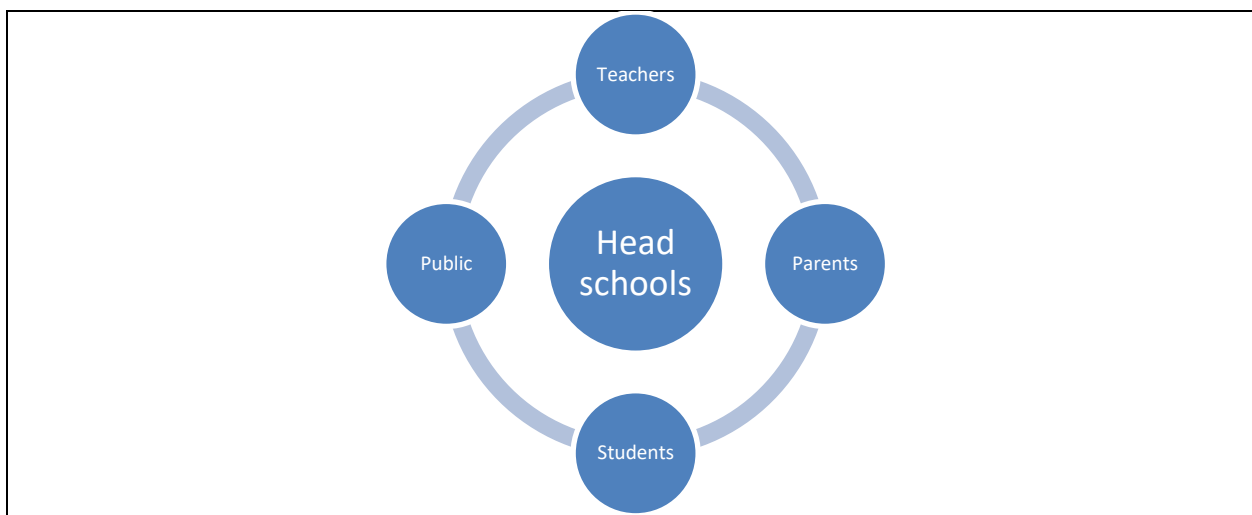 Teachers
Public
Head
schools
Parents
Students